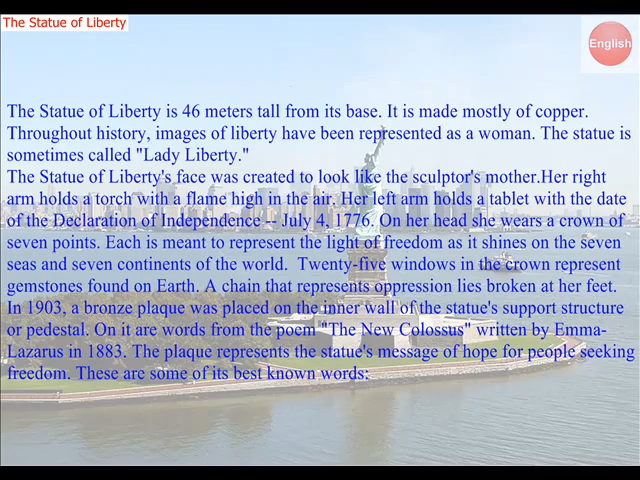 The Statue of Liberty
English
The Statue of Liberty is 46 meters tall from its base. It is made mostly of copper.
Throughout history, images of liberty have been represented as a woman. The statue is
sometimes called "Lady Liberty."
The Statue of Liberty's face was created to look like the sculptor's mother.Her right
arm holds a torch with a flame high in the air. Her left arm holds a tablet with the date
of the Declaration of Independence -- July 4, 1776. On her head she wears a crown of
seven points. Each is meant to represent the light of freedom as it shines on the seven
seas and seven continents of the world.  Twenty-five windows in the crown represent
gemstones found on Earth. A chain that represents oppression lies broken at her feet.
In 1903, a bronze plaque was placed on the inner wall of the statue's support structure
or pedestal. On it are words from the poem "The New Colossus" written by Emma-
Lazarus in 1883. The plaque represents the statue's message of hope for people seeking
freedom. These are some of its best known words: